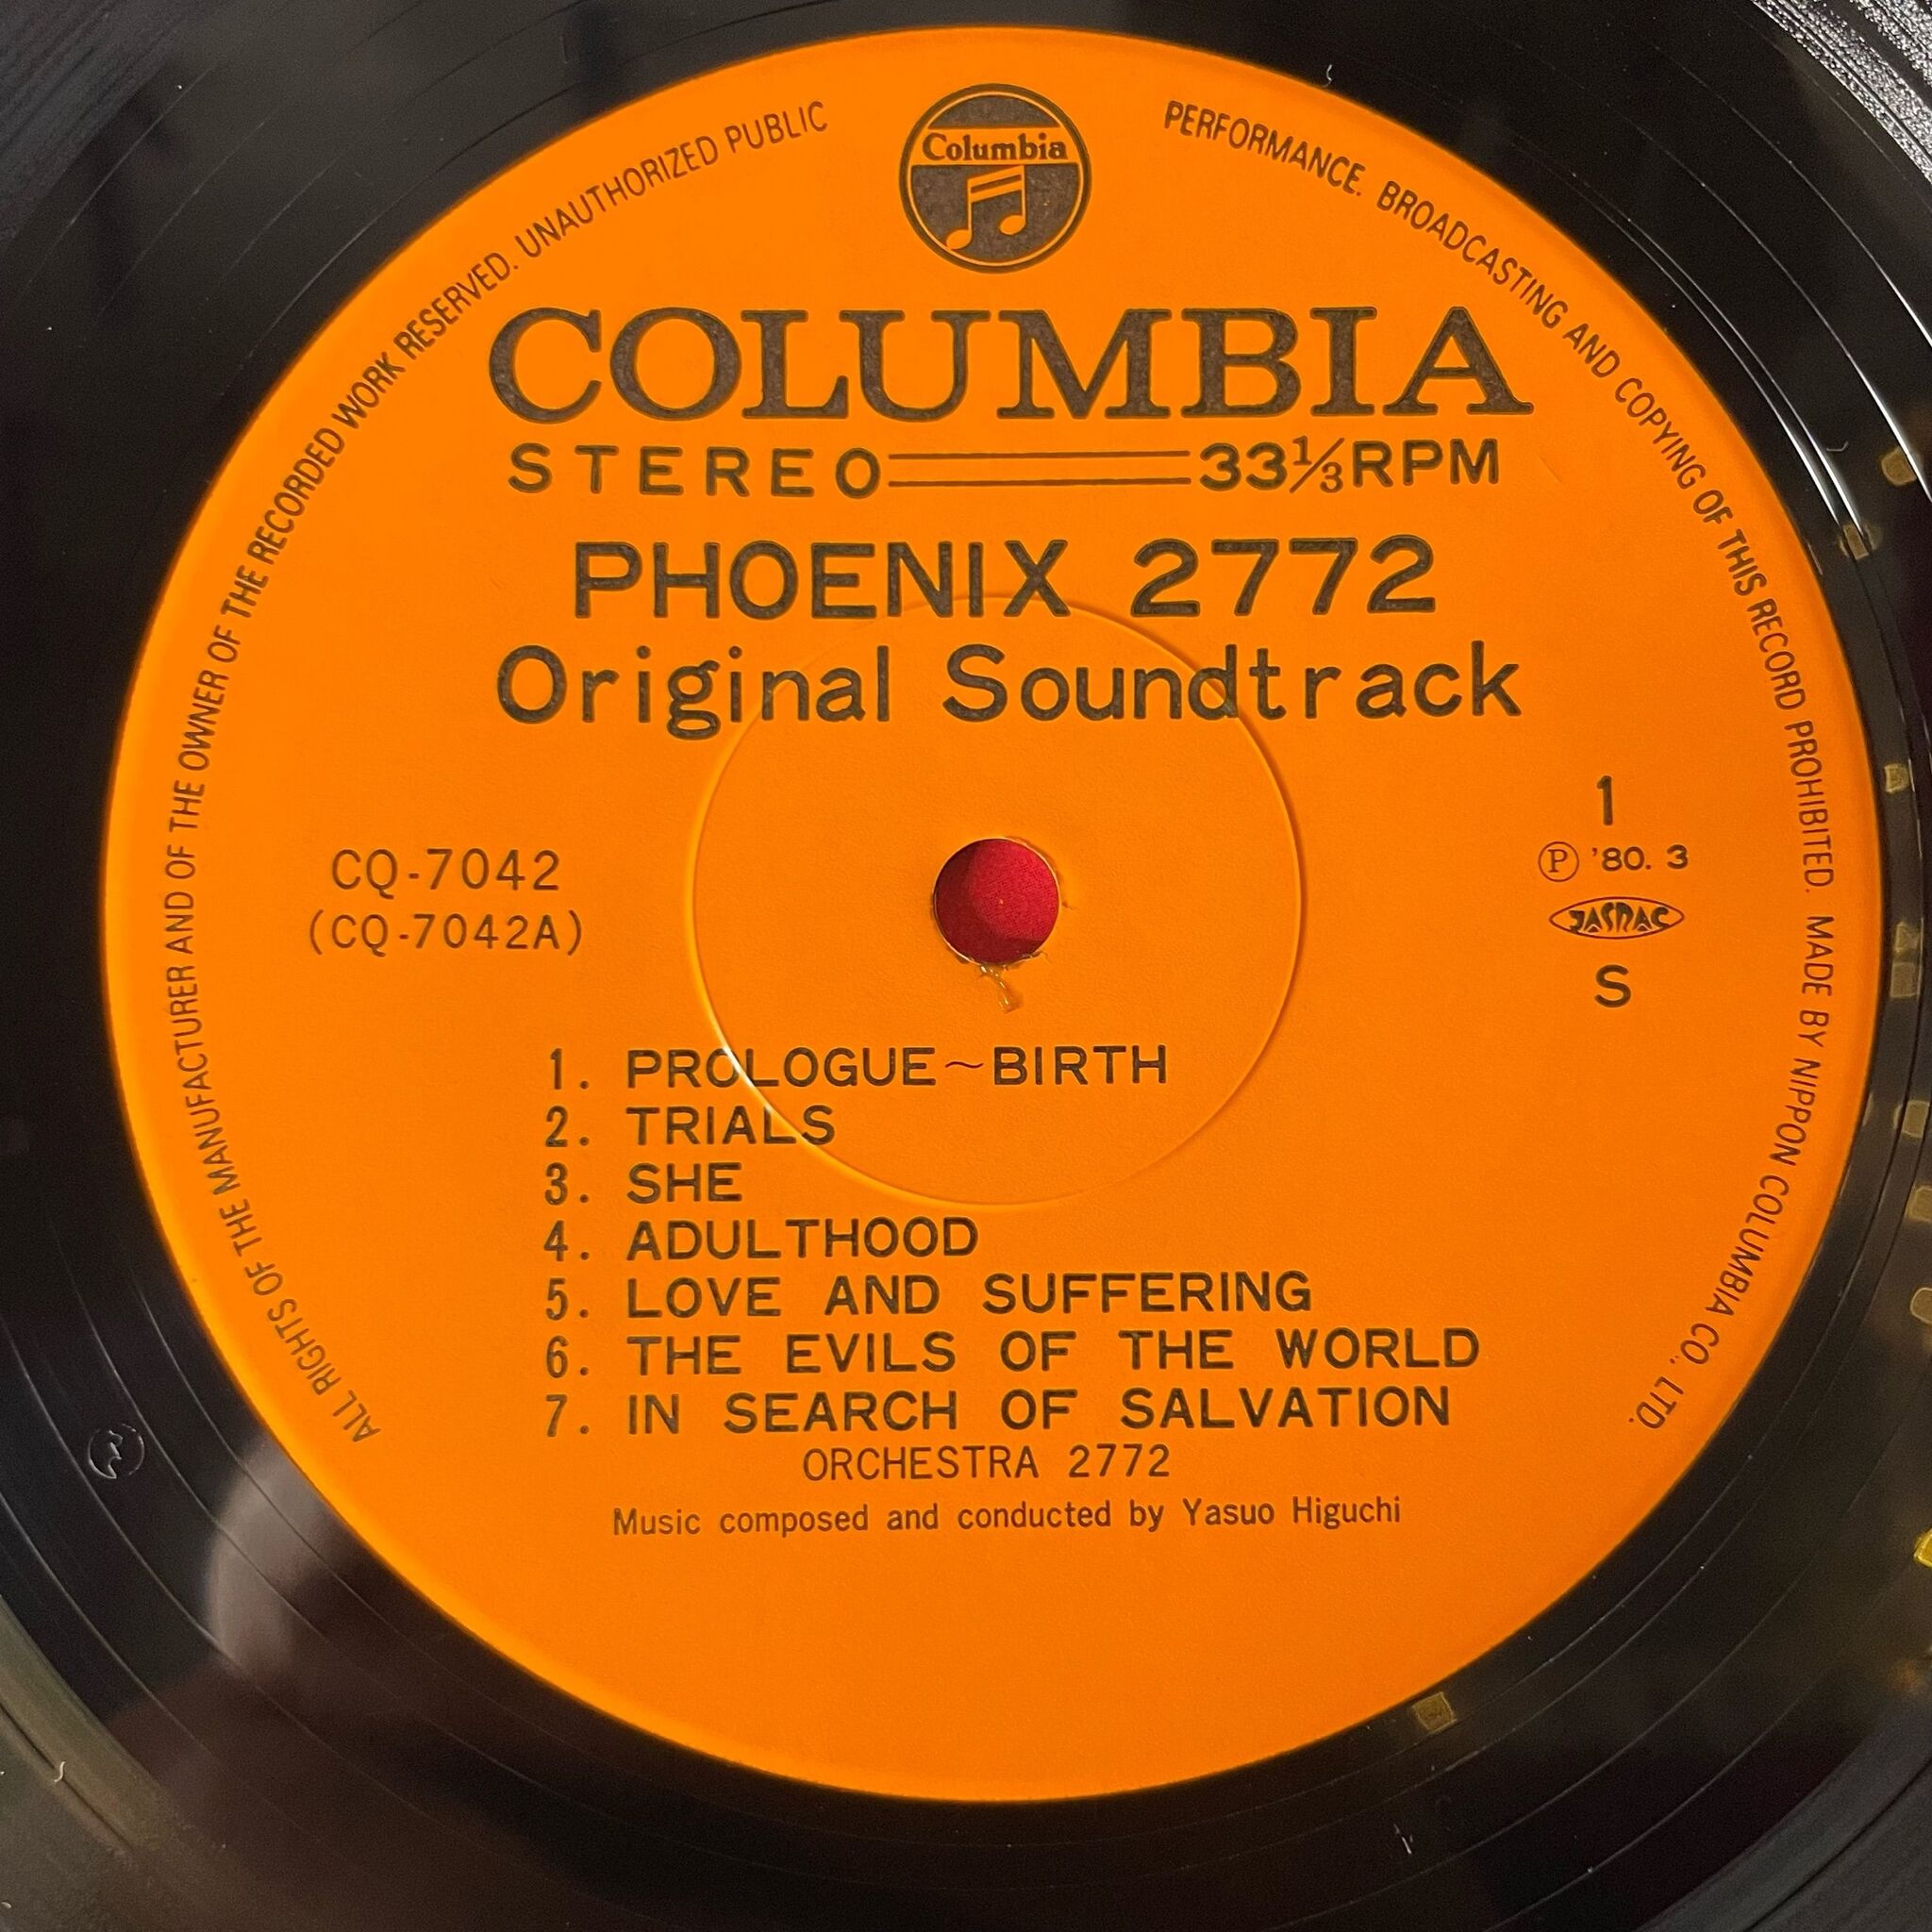 Columbia
COLUMBIA
STEREO 33⅓RPM
PHOENIX 2772
Original Soundtrack
CQ-7042
(CQ-7042A)
1
Ⓟ '80. 3
JASRAC
S
1. PROLOGUE~BIRTH
2. TRIALS
3. SHE
4. ADULTHOOD
5. LOVE AND SUFFERING
6. THE EVILS OF THE WORLD
7. IN SEARCH OF SALVATION
ORCHESTRA 2772
Music composed and conducted by Yasuo Higuchi
ALL RIGHTS OF THE MANUFACTURER AND OF THE OWNER OF THE RECORDED WORK RESERVED. UNAUTHORIZED PUBLIC PERFORMANCE. BROADCASTING AND COPYING OF THIS RECORD PROHIBITED. MADE BY NIPPON COLUMBIA CO., LTD.